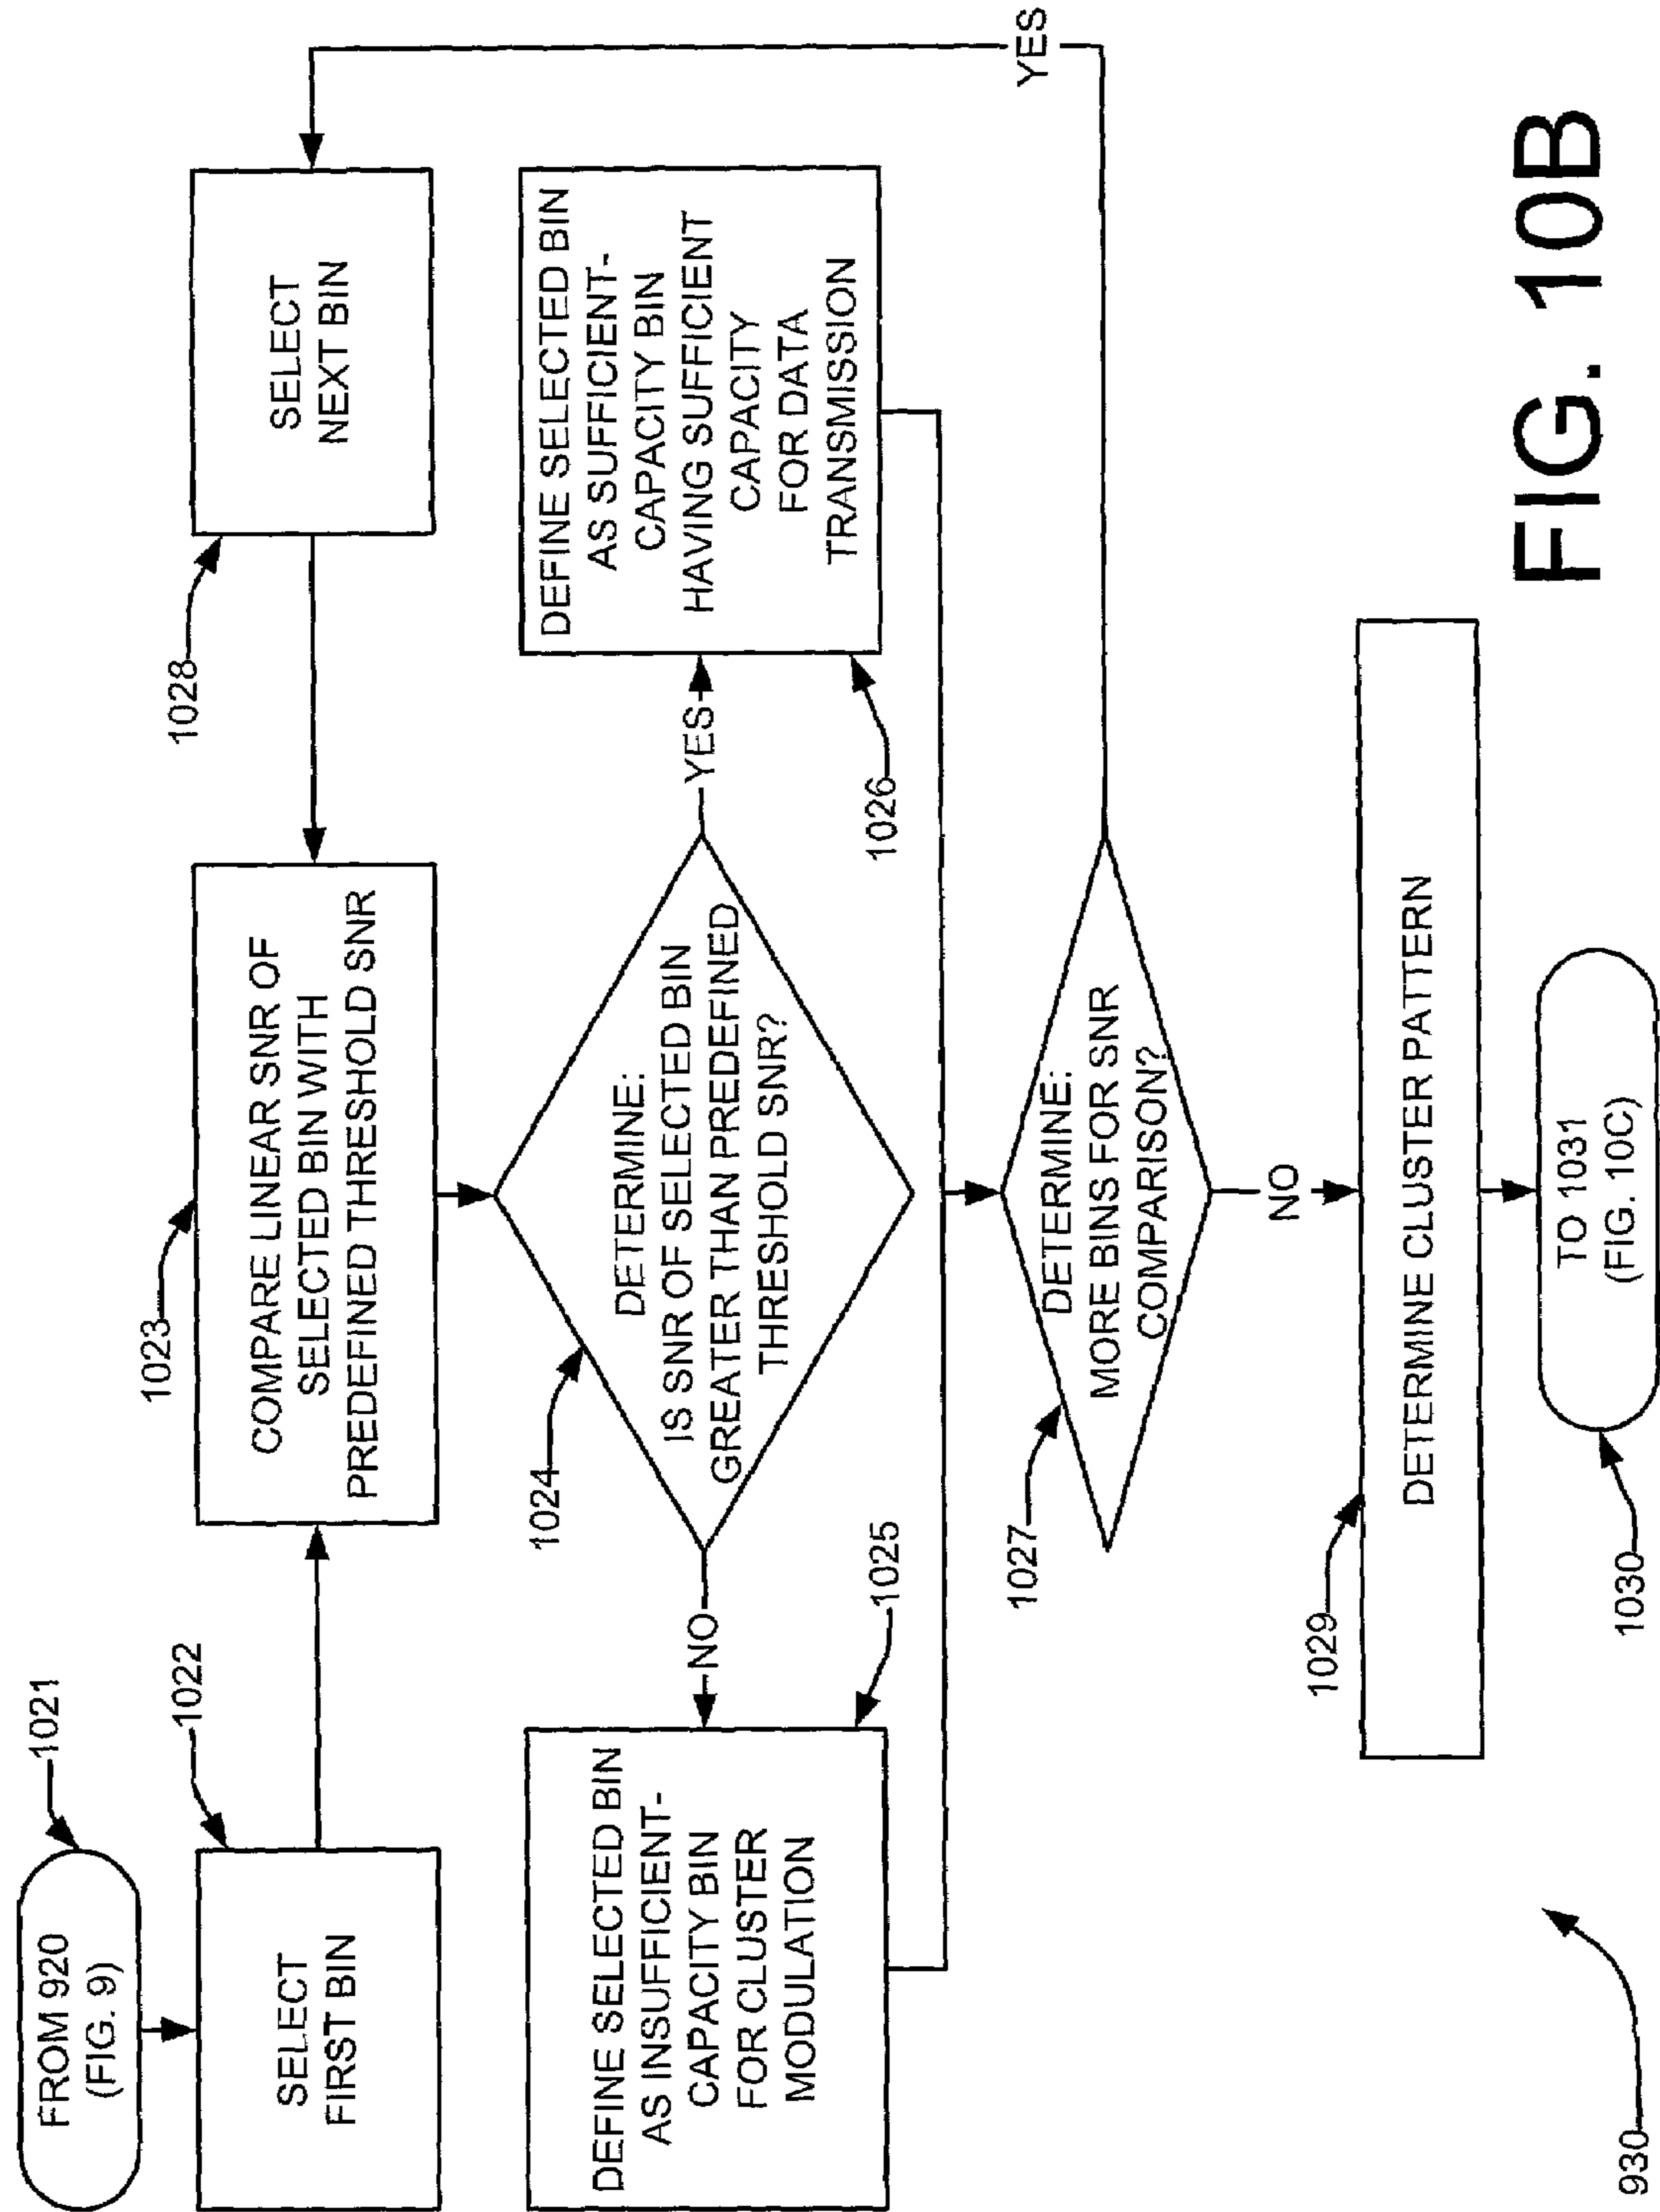 FROM 920
(FIG. 9)
1021
SELECT
FIRST BIN
1022
COMPARE LINEAR SNR OF
SELECTED BIN WITH
PREDEFINED THRESHOLD SNR
1023
SELECT
NEXT BIN
1028
DETERMINE:
IS SNR OF SELECTED BIN
GREATER THAN PREDEFINED
THRESHOLD SNR?
1024
NO
YES
DEFINE SELECTED BIN
AS INSUFFICIENT-
CAPACITY BIN
FOR CLUSTER
MODULATION
1025
DEFINE SELECTED BIN
AS SUFFICIENT-
CAPACITY BIN
HAVING SUFFICIENT
CAPACITY
FOR DATA
TRANSMISSION
1026
DETERMINE:
MORE BINS FOR SNR
COMPARISON?
1027
YES
NO
DETERMINE CLUSTER PATTERN
1029
TO 1031
(FIG. 10C)
1030
930
FIG. 10B